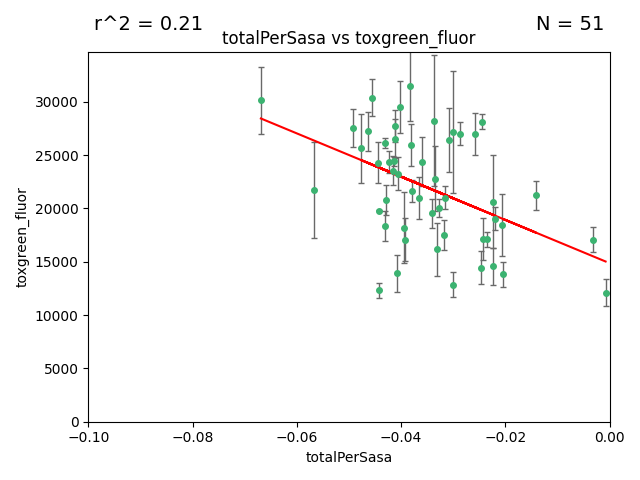 r^2 = 0.21
N = 51
totalPerSasa vs toxgreen_fluor
toxgreen_fluor
30000
25000
20000
15000
10000
5000
0
−0.10
−0.08
−0.06
−0.04
−0.02
0.00
totalPerSasa